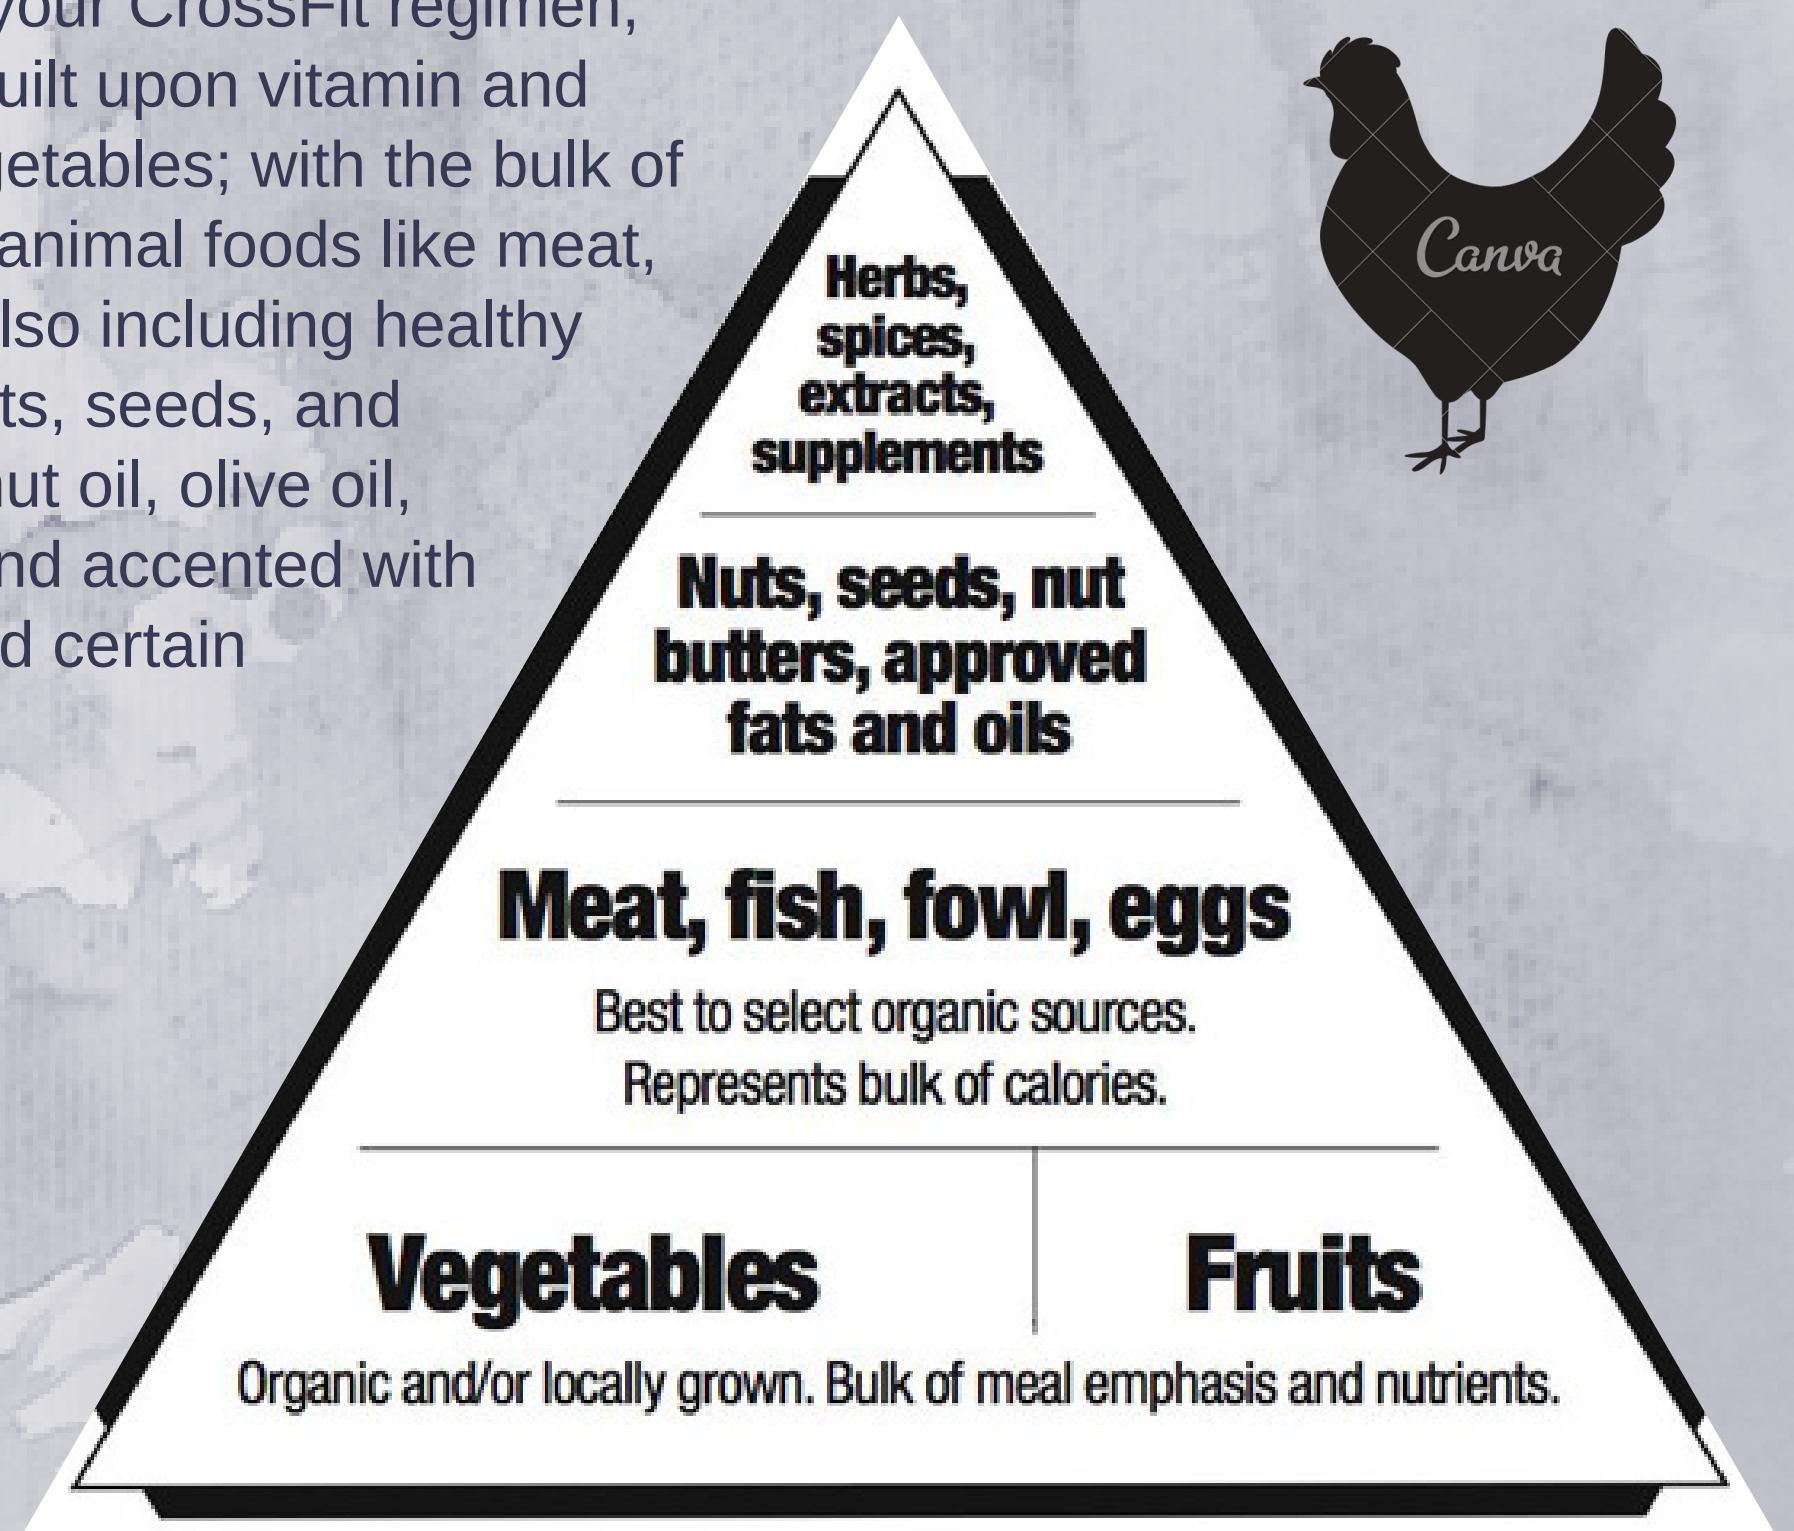 your CrossFit regimen,
uilt upon vitamin and
getables; with the bulk of
animal foods like meat,
lso including healthy
ts, seeds, and
nut oil, olive oil,
nd accented with
d certain
Canva
Herbs,
spices,
extracts,
supplements
Nuts, seeds, nut
butters, approved
fats and oils
Meat, fish, fowl, eggs
Best to select organic sources.
Represents bulk of calories.
Vegetables
Fruits
Organic and/or locally grown. Bulk of meal emphasis and nutrients.